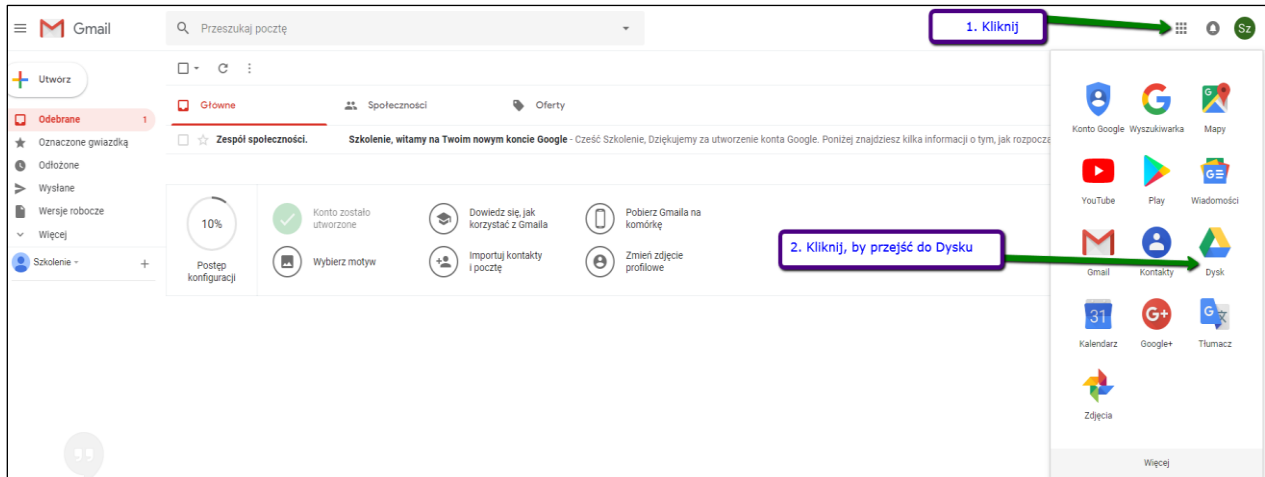 Gmail
Przeszukaj pocztę
1. Kliknij
Sz
Utwórz
Główne
Społeczności
Oferty
Odebrane 1
Zespół społeczności. Szkolenie, witamy na Twoim nowym koncie Google - Cześć Szkolenie, Dziękujemy za utworzenie konta Google. Poniżej znajdziesz kilka informacji o tym, jak rozpocza
Oznaczone gwiazdką
Odłożone
Wysłane
Wersje robocze
Więcej
Szkolenie
10%
Postęp
konfiguracji
Konto zostało
utworzone
Dowiedz się, jak
korzystać z Gmaila
Pobierz Gmaila na
komórkę
Wybierz motyw
Importuj kontakty
i pocztę
Zmień zdjęcie
profilowe
2. Kliknij, by przejść do Dysku
Konto Google Wyszukiwarka Mapy
YouTube Play Wiadomości
Gmail Kontakty Dysk
31
G+
Kalendarz Google+ Tłumacz
Zdjęcia
Więcej